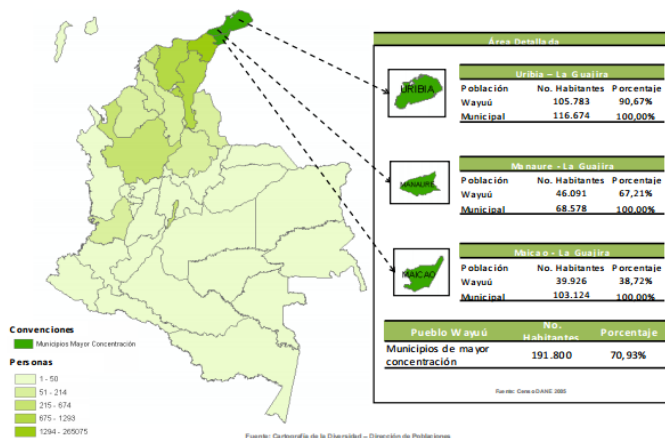 Área Detallada
URIBIA
Uribia – La Guajira
Población No. Habitantes Porcentaje
Wayuú 105.783 90,67%
Municipal 116.674 100,00%
MANAURE
Manaure - La Guajira
Población No. Habitantes Porcentaje
Wayuú 46.091 67,21%
Municipal 68.578 100,00%
MAICAO
Maicao - La Guajira
Población No. Habitantes Porcentaje
Wayuú 39.926 38,72%
Municipal 103.124 100,00%
Pueblo Wayuú No. Habitantes Porcentaje
Municipios de mayor concentración 191.800 70,93%
Fuente: Censo DANE 2005
Convenciones
Municipios Mayor Concentración
Personas
1 - 50
51 - 214
215 - 674
675 - 1293
1294 - 265075
Fuente: Cartografía de la Diversidad – Dirección de Poblaciones